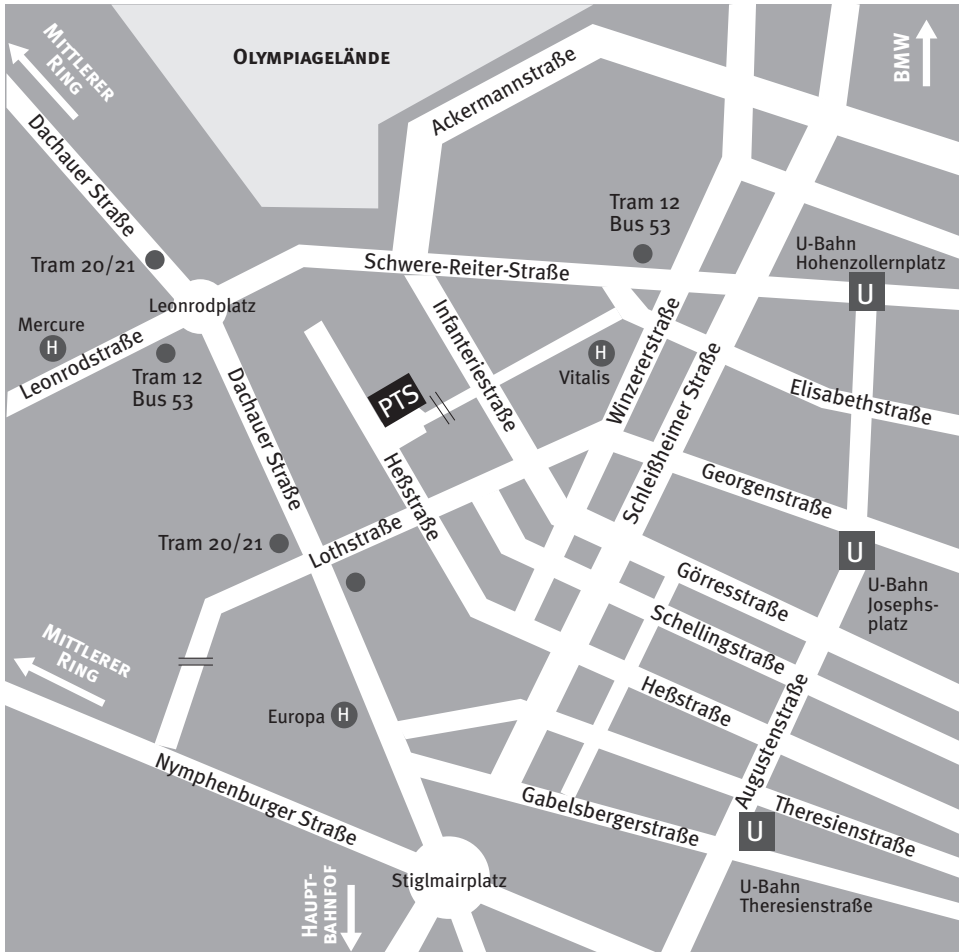 OLYMPIAGELÄNDE
MITTLERER
RING
BMW
Ackermannstraße
Dachauer Straße
Tram 12
Bus 53
U-Bahn
Hohenzollernplatz
U
Tram 20/21
Schwere-Reiter-Straße
Leonrodplatz
Mercure
H
Leonrodstraße
Tram 12
Bus 53
Infanteriestraße
H
Vitalis
Winzererstraße
Schleißheimer Straße
Elisabethstraße
Dachauer Straße
PTS
Heßstraße
Georgenstraße
Tram 20/21
Lothstraße
U
U-Bahn
Josephs-
platz
Görresstraße
Schellingstraße
Heßstraße
MITTLERER
RING
Europa H
Augustenstraße
Nymphenburger Straße
Gabelsbergerstraße
Theresienstraße
U
U-Bahn
Theresienstraße
Stiglmairplatz
HAUPT-
BAHNFOF